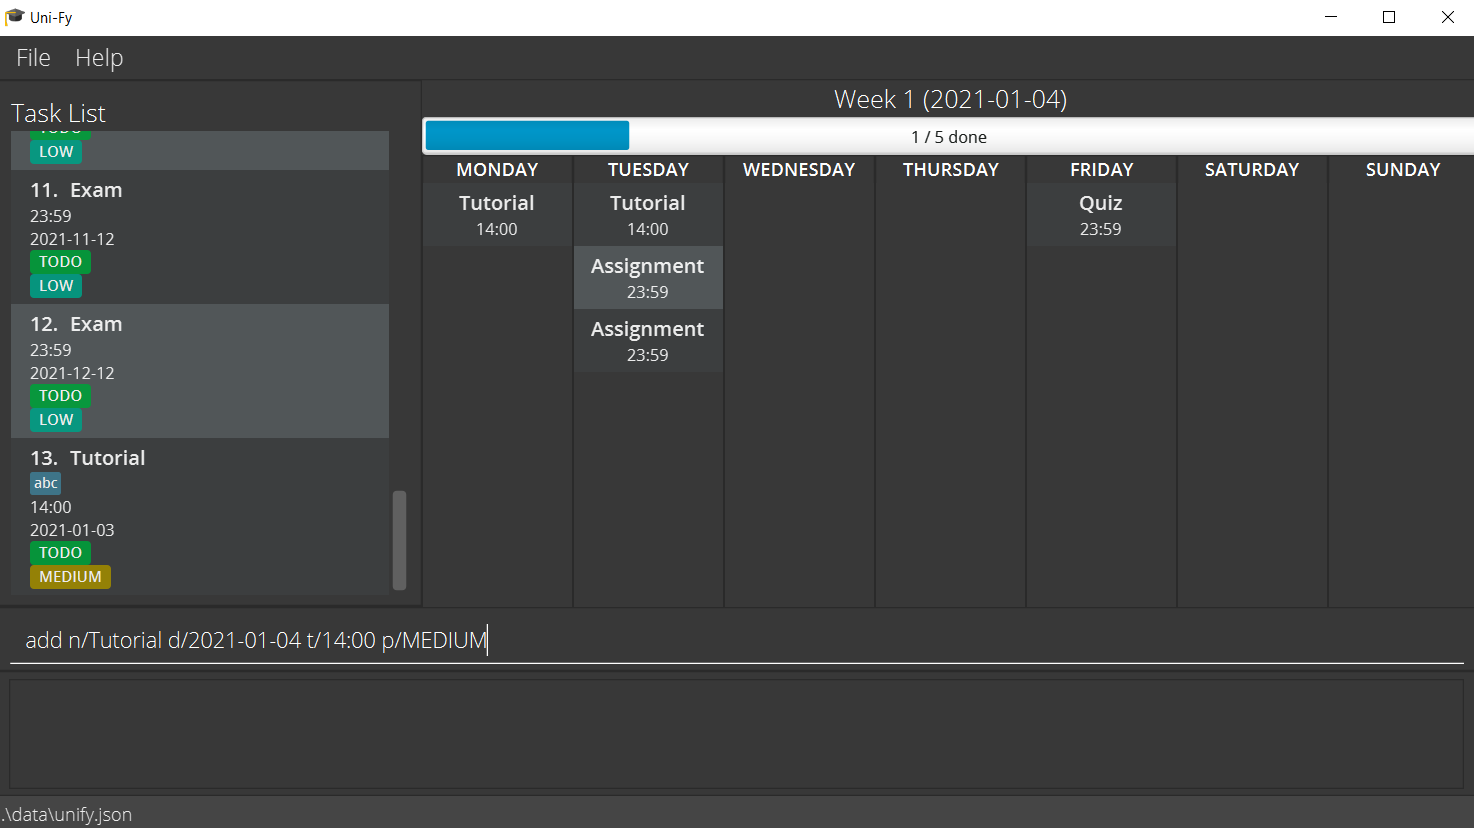 Uni-Fy
File Help
Task List
TODO
LOW
11. Exam
23:59
2021-11-12
TODO
LOW
12. Exam
23:59
2021-12-12
TODO
LOW
13. Tutorial
abc
14:00
2021-01-03
TODO
MEDIUM
Week 1 (2021-01-04)
1 / 5 done
MONDAY TUESDAY WEDNESDAY THURSDAY FRIDAY SATURDAY SUNDAY
Tutorial Tutorial Quiz
14:00 14:00 23:59
Assignment
23:59
Assignment
23:59
add n/Tutorial d/2021-01-04 t/14:00 p/MEDIUM
.\data\unify.json